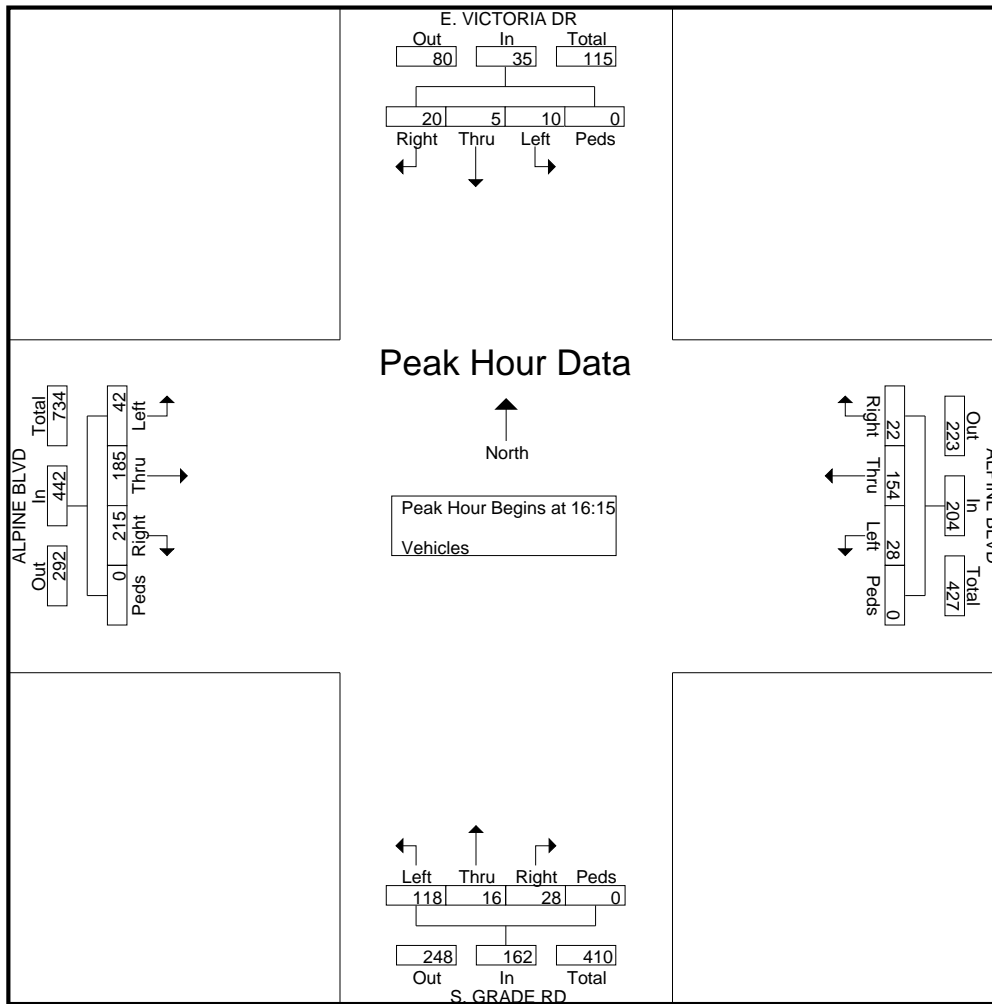 E. VICTORIA DR
Out In Total
80 35 115
20 5 10 0
Right Thru Left Peds
Peak Hour Data
North
Peak Hour Begins at 16:15
Vehicles
ALPINE BLVD
Out In Total
292 442 734
42 185 215 0
Left Thru Right Peds
ALPINE BLVD
Out In Total
223 204 427
22 154 28 0
Right Thru Left Peds
Left Thru Right Peds
118 16 28 0
248 162 410
Out In Total
S. GRADE RD